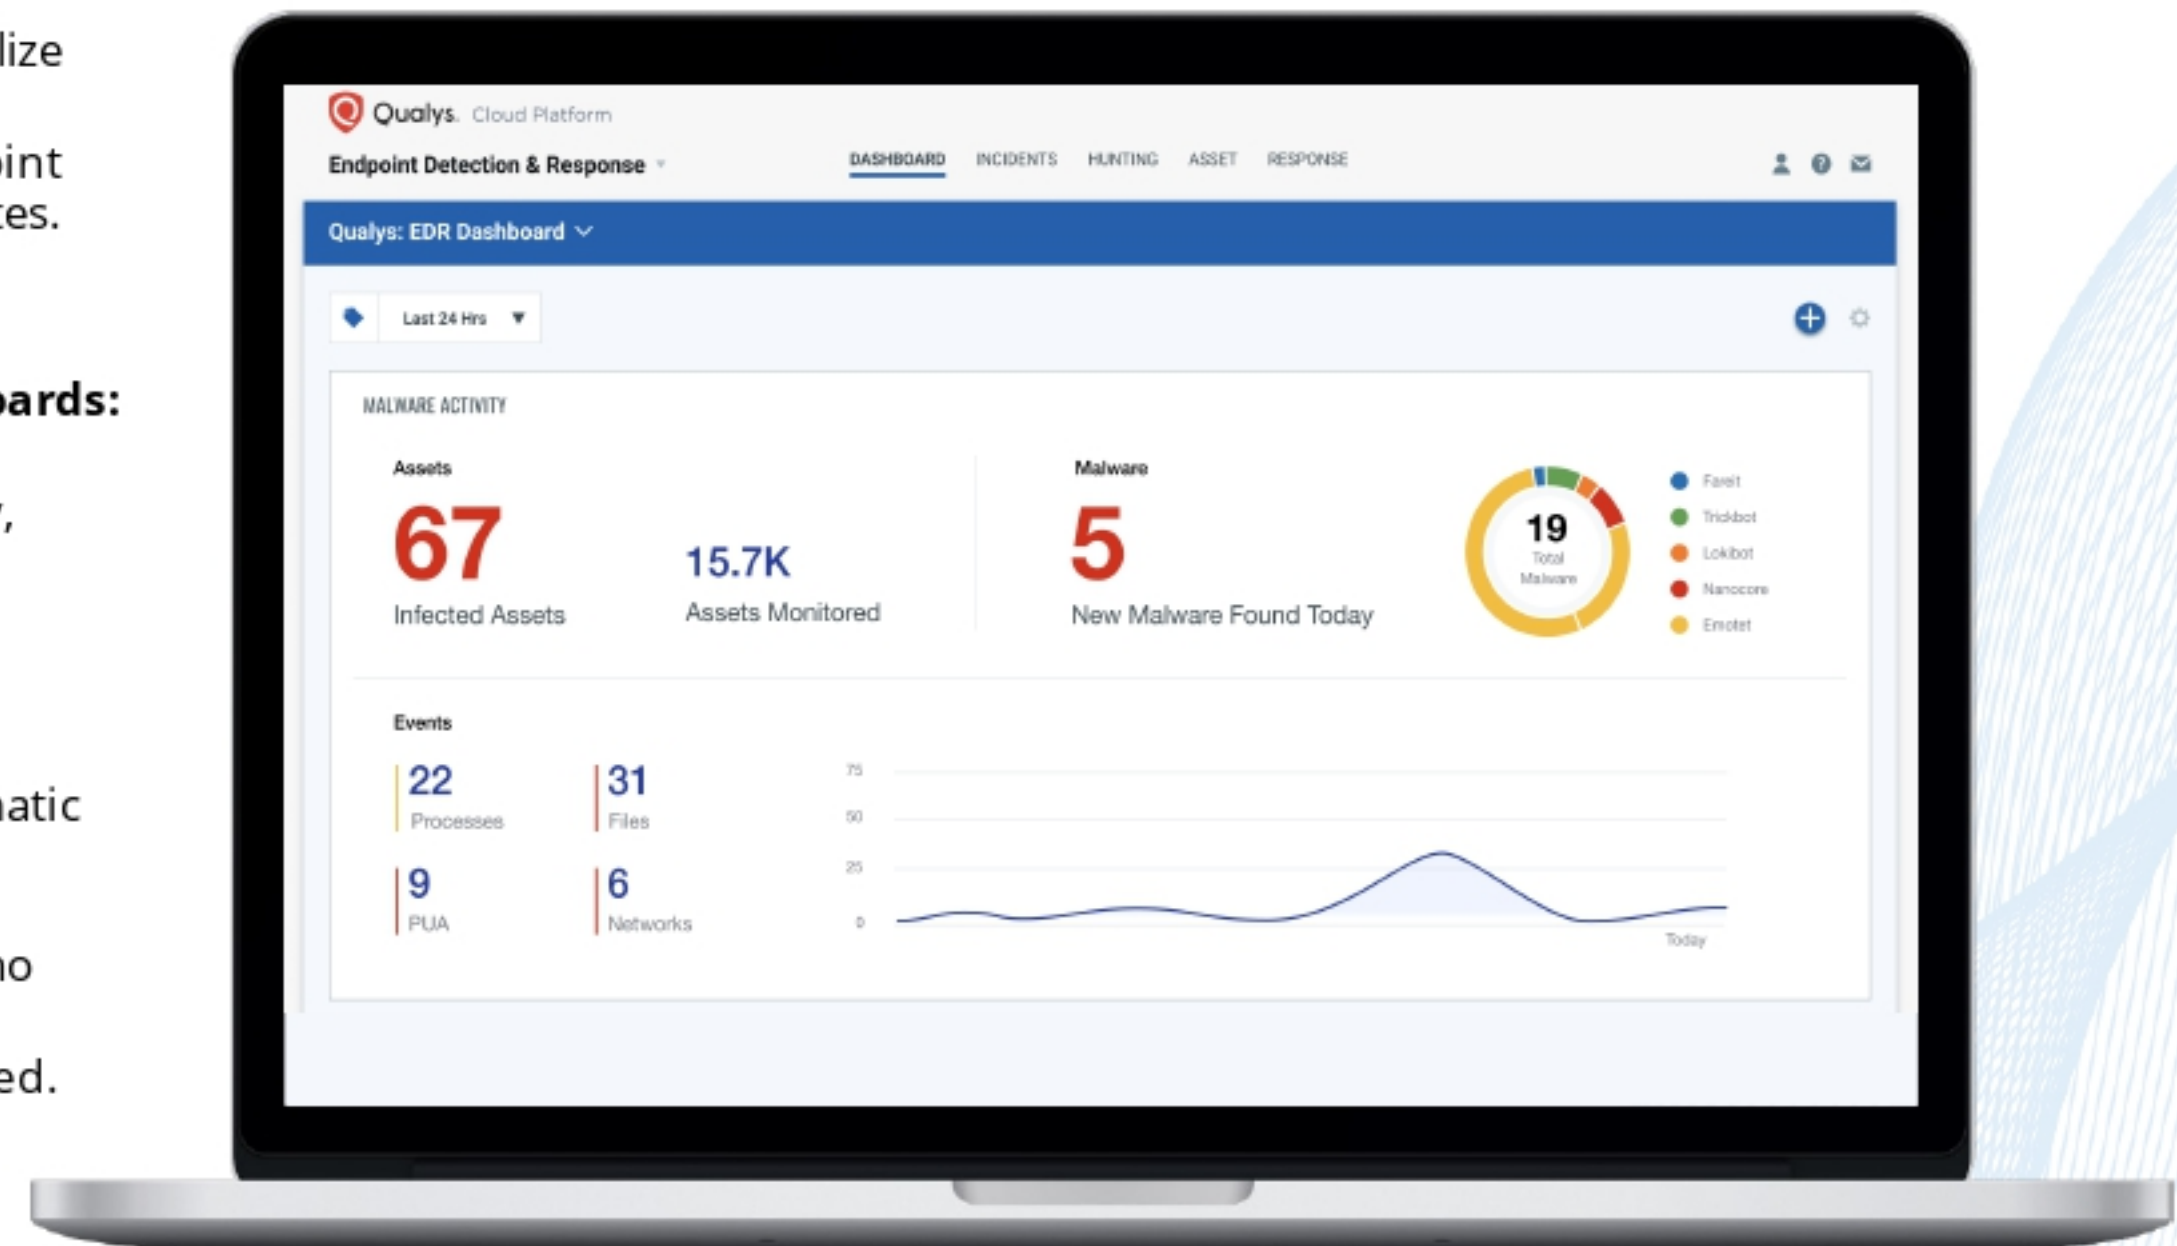 lize
int
tes.
oards:
,
natic
no
ed.
Qualys. Cloud Platform
Endpoint Detection & Response
DASHBOARD INCIDENTS HUNTING ASSET RESPONSE
Qualys: EDR Dashboard
Last 24 Hrs
MALWARE ACTIVITY
Assets
67
Infected Assets
15.7K
Assets Monitored
Malware
5
New Malware Found Today
19
Total
Malware
Fareit
Trickbot
Lokibot
Nanocore
Emotet
Events
22
Processes
31
Files
9
PUA
6
Networks
75
50
25
0
Today